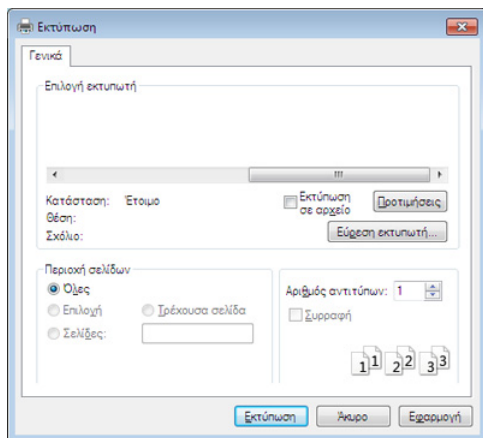 Εκτύπωση
Γενικά
Επιλογή εκτυπωτή
Κατάσταση: Έτοιμο
Θέση:
Σχόλιο:
Εκτύπωση
σε αρχείο
Προτιμήσεις
Εύρεση εκτυπωτή...
Περιοχή σελίδων
Όλες
Επιλογή
Τρέχουσα σελίδα
Σελίδες:
Αριθμός αντιτύπων: 1
Συρραφή
1 1 2 2 3 3
Εκτύπωση Άκυρο Εφαρμογή